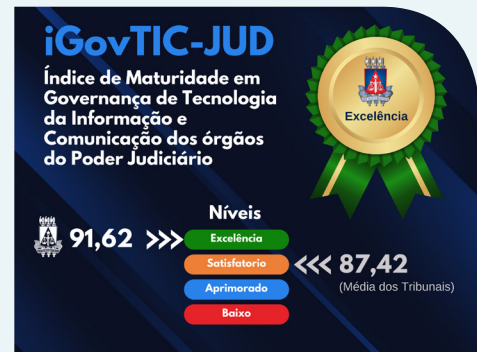 iGovTIC-JUD
Índice de Maturidade em
Governança de Tecnologia
da Informação e
Comunicação dos órgãos
do Poder Judiciário
Excelência
Níveis
91,62 >>> Excelência
Satisfatorio <<< 87,42
(Média dos Tribunais)
Aprimorado
Baixo